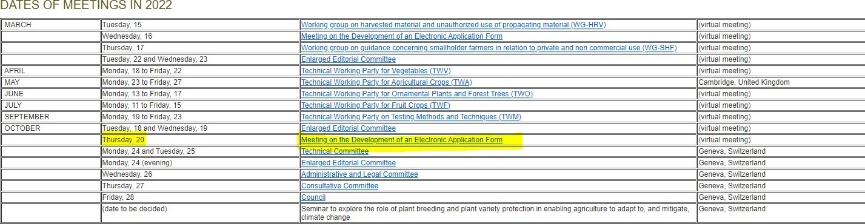 DATES OF MEETINGS IN 2022
MARCH Tuesday, 15 Working group on harvested material and unauthorized use of propagating material (WG-HRV) (virtual meeting)
Wednesday, 16 Meeting on the Development of an Electronic Application Form (virtual meeting)
Thursday, 17 Working group on guidance concerning smallholder farmers in relation to private and non commercial use (WG-SHF) (virtual meeting)
Tuesday, 22 and Wednesday, 23 Enlarged Editorial Committee (virtual meeting)
APRIL Monday, 18 to Friday, 22 Technical Working Party for Vegetables (TWV) (virtual meeting)
MAY Monday, 23 to Friday, 27 Technical Working Party for Agricultural Crops (TWA) Cambridge, United Kingdom
JUNE Monday, 13 to Friday, 17 Technical Working Party for Ornamental Plants and Forest Trees (TWO) (virtual meeting)
JULY Monday, 11 to Friday, 15 Technical Working Party for Fruit Crops (TWF) (virtual meeting)
SEPTEMBER Monday, 19 to Friday, 23 Technical Working Party on Testing Methods and Techniques (TWM) (virtual meeting)
OCTOBER Tuesday, 18 and Wednesday, 19 Enlarged Editorial Committee (virtual meeting)
Thursday, 20 Meeting on the Development of an Electronic Application Form (virtual meeting)
Monday, 24 and Tuesday, 25 Technical Committee Geneva, Switzerland
Monday, 24 (evening) Enlarged Editorial Committee Geneva, Switzerland
Wednesday, 26 Administrative and Legal Committee Geneva, Switzerland
Thursday, 27 Consultative Committee Geneva, Switzerland
Friday, 28 Council Geneva, Switzerland
(date to be decided) Seminar to explore the role of plant breeding and plant variety protection in enabling agriculture to adapt to, and mitigate, Geneva, Switzerland
climate change